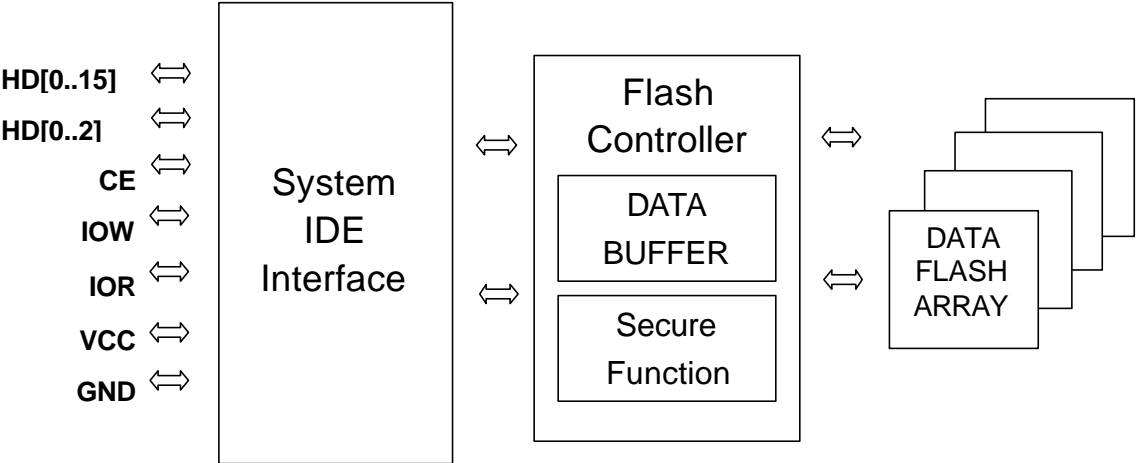 HD[0..15]
HD[0..2]
CE
IOW
IOR
VCC
GND
System
IDE
Interface
Flash
Controller
DATA
BUFFER
Secure
Function
DATA
FLASH
ARRAY